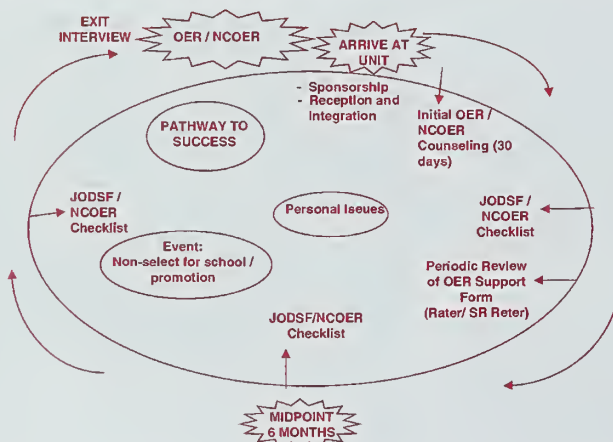 EXIT
INTERVIEW
OER / NCOER
ARRIVE AT
UNIT
- Sponsorship
- Reception and
Integration
Initial OER /
NCOER
Counseling (30
days)
PATHWAY TO
SUCCESS
JODSF /
NCOER
Checklist
Personal Iseues
JODSF /
NCOER
Checklist
Event:
Non-select for school /
promotion
Periodic Review
of OER Support
Form
(Rater/ SR Reter)
JODSF/NCOER
Checklist
MIDPOINT
6 MONTHS